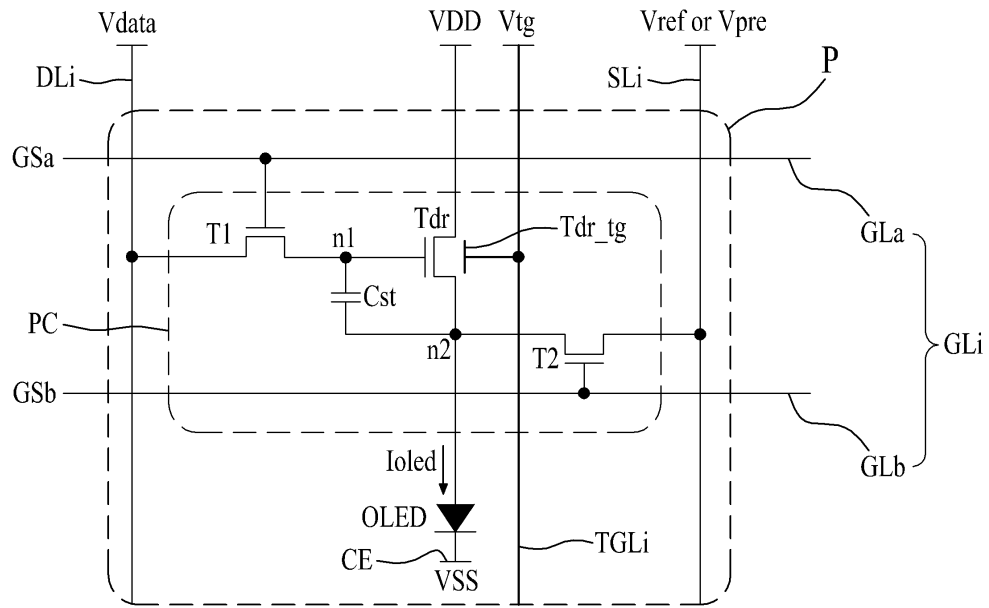 Vdata
VDD
Vtg
Vref or Vpre
DLi
SLi
P
GSa
T1
n1
Tdr
Tdr_tg
GLa
Cst
PC
n2
T2
GLi
GSb
GLb
Ioled
OLED
CE
VSS
TGLi